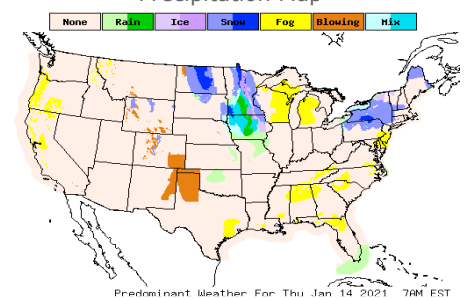 Precipitation Map
None Rain Ice Snow Fog Blowing Mix
Predominant Weather For Thu Jan 14 2021 7AM EST